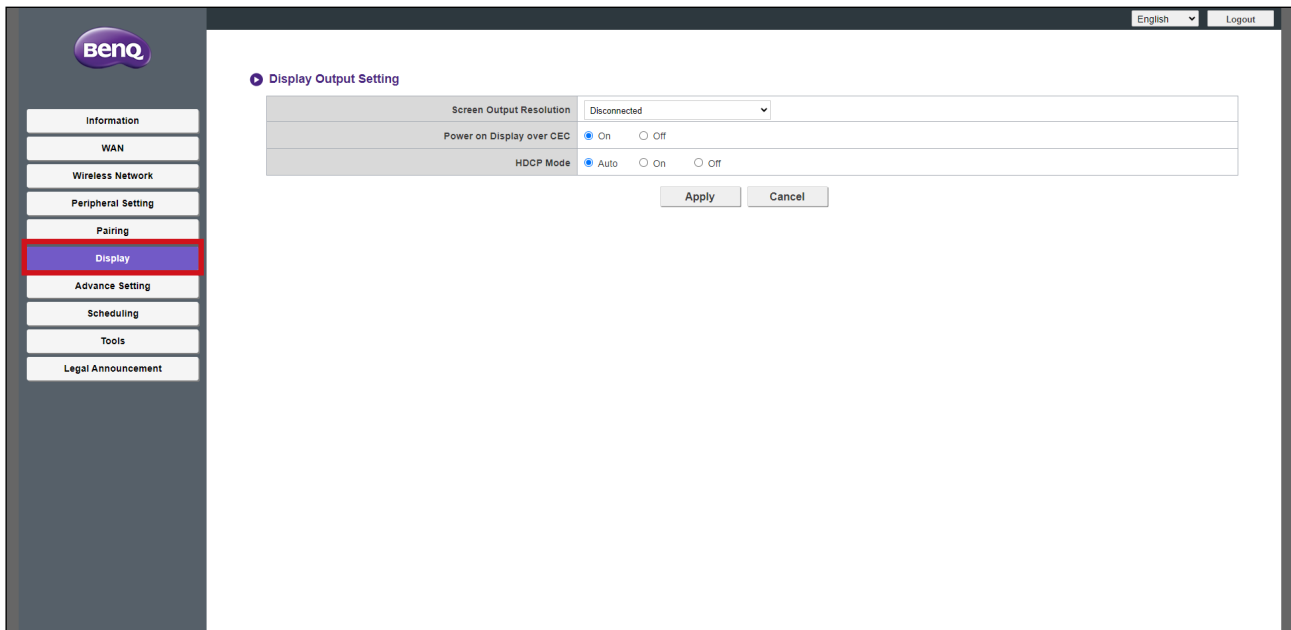 English
Logout
BenQ
Display Output Setting
Screen Output Resolution Disconnected
Power on Display over CEC On Off
HDCP Mode Auto On Off
Apply Cancel
Information
WAN
Wireless Network
Peripheral Setting
Pairing
Display
Advance Setting
Scheduling
Tools
Legal Announcement